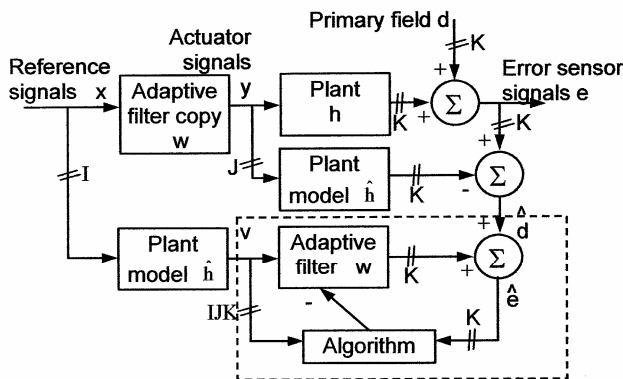 Primary field d
K
Reference signals x
Actuator signals y
Adaptive filter copy w
Plant h
K
+
+
Σ
Error sensor signals e
K
I
J
Plant model ĥ
K
+
-
Σ
d̂
Plant model ĥ
v
Adaptive filter w
K
+
+
Σ
ê
IJK
-
Algorithm
K